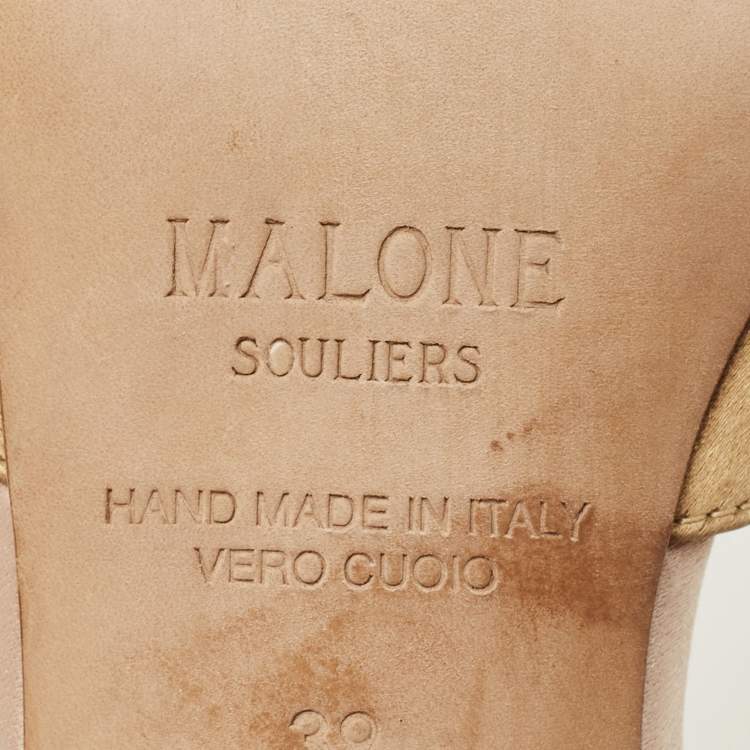 MALONE
SOULIERS
HAND MADE IN ITALY
VERO CUOIO